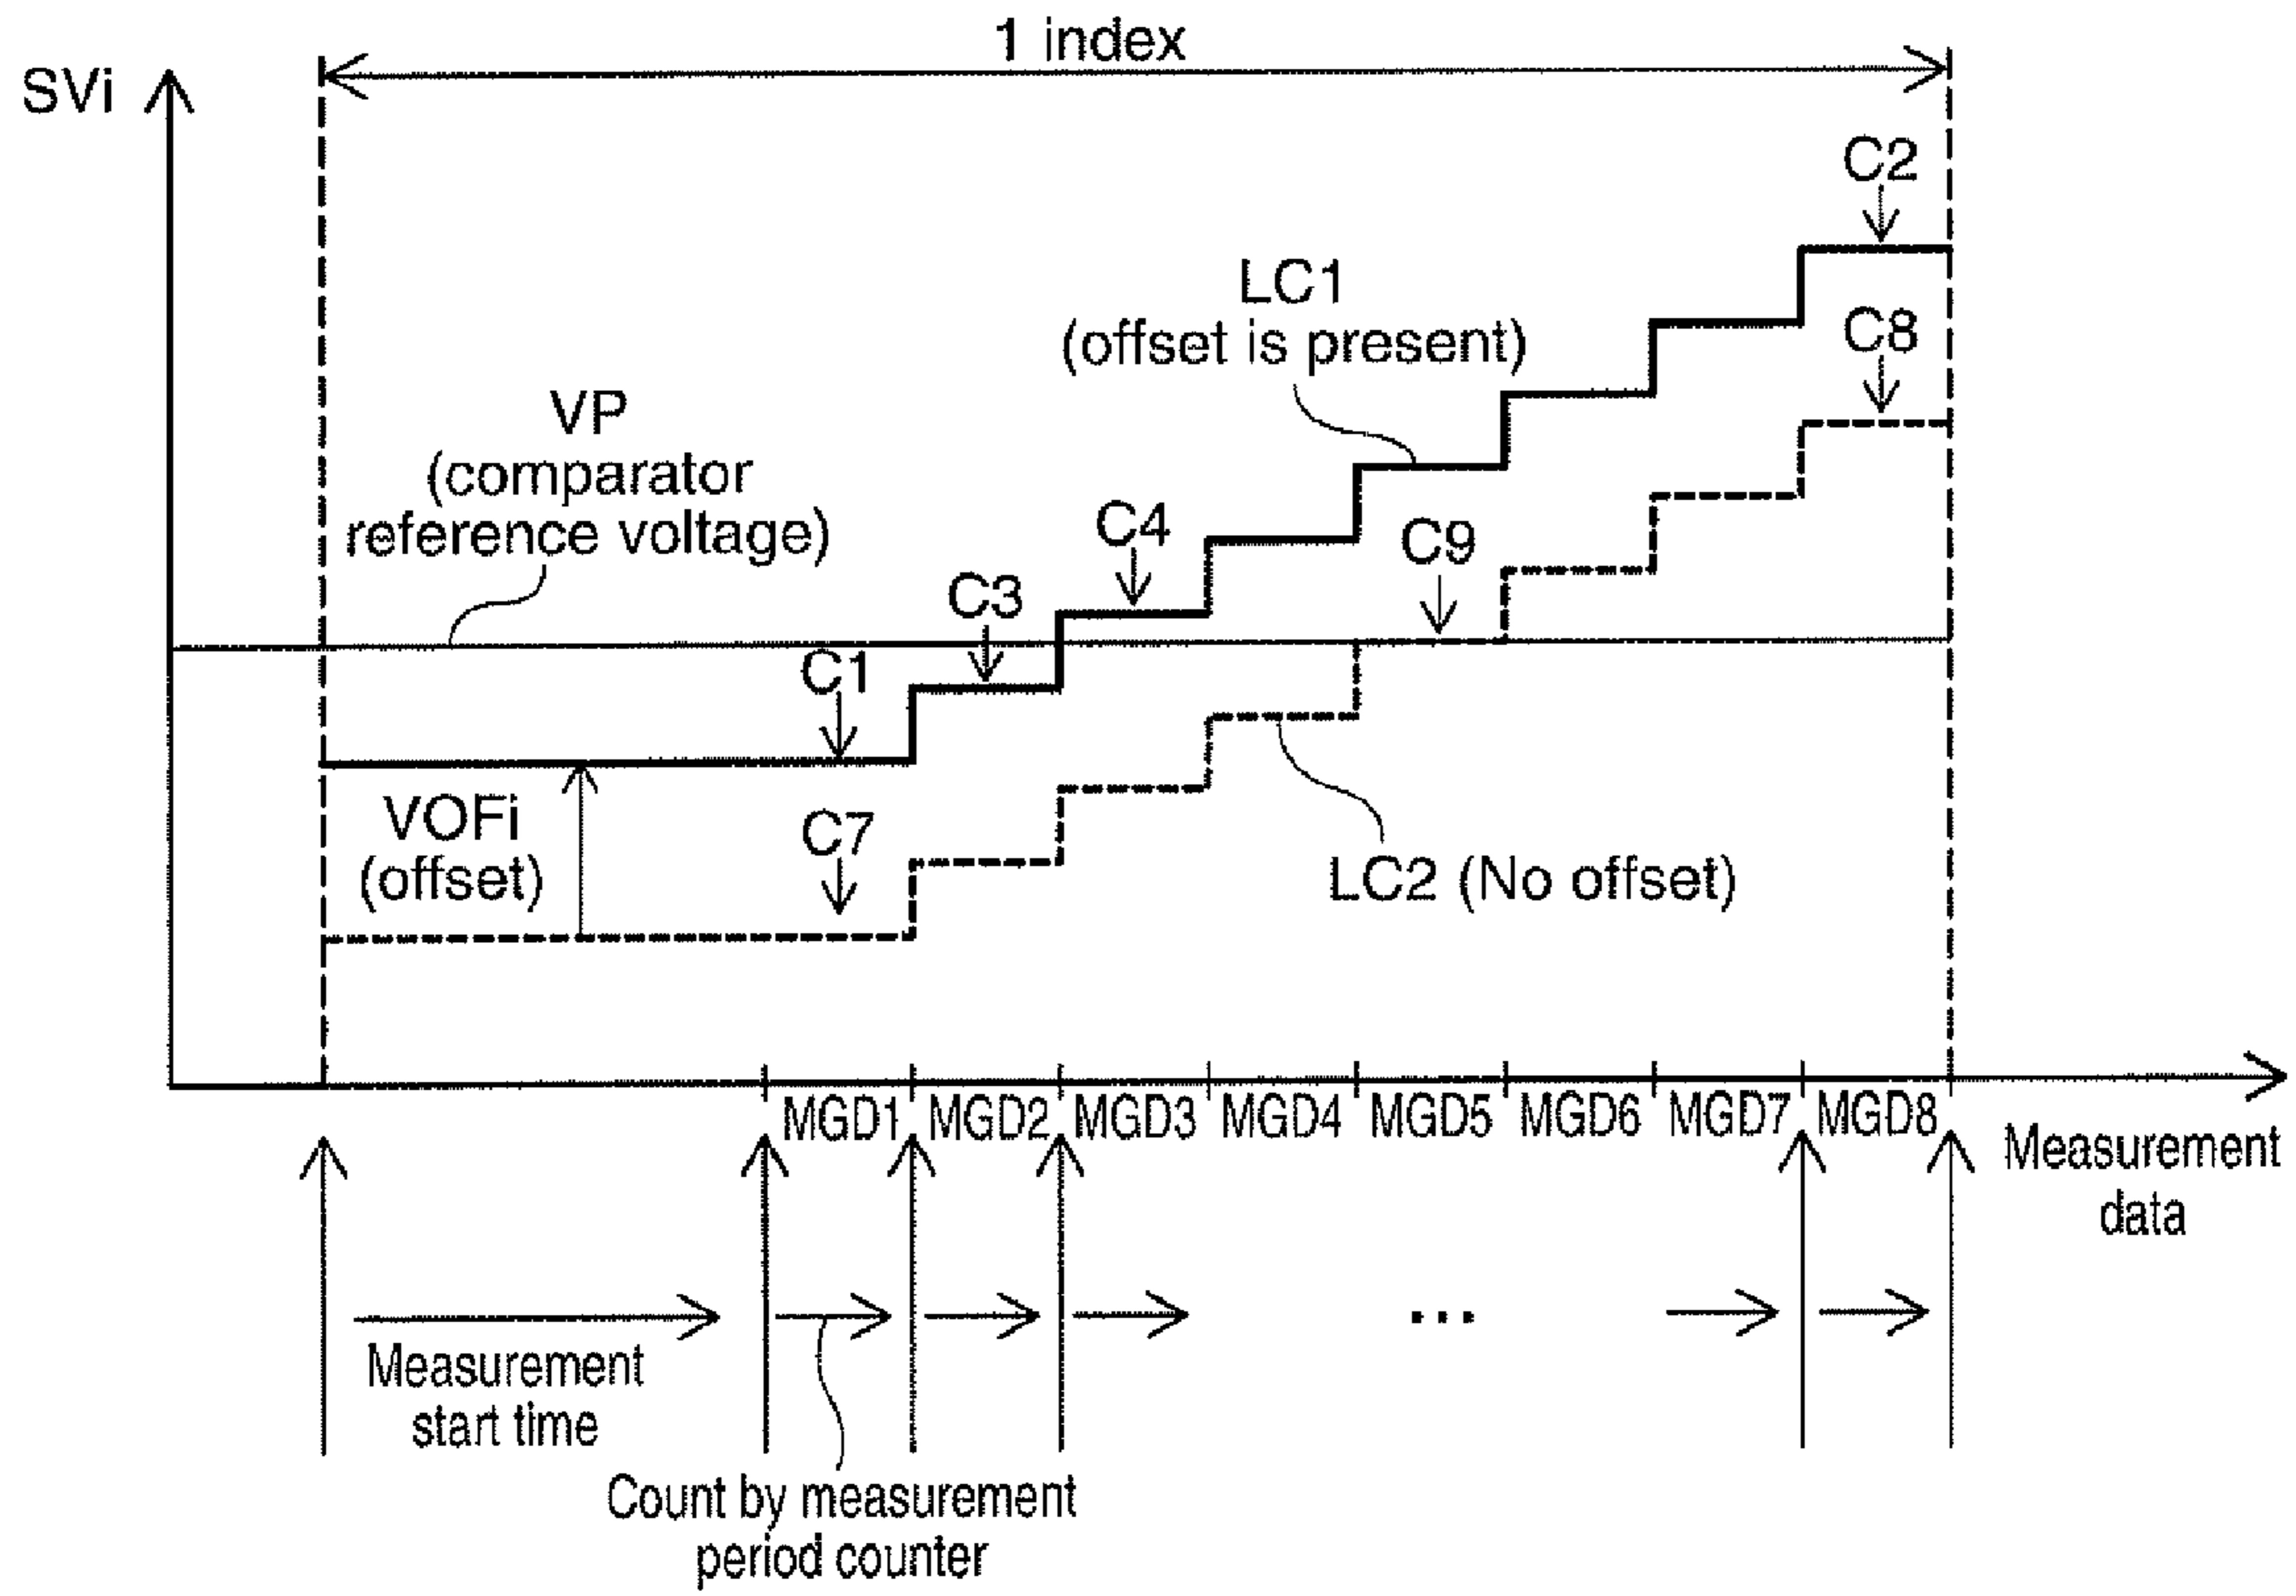 1 index
SVi
C2
LC1
(offset is present)
C8
VP
(comparator
reference voltage)
C4
C9
C3
C1
VOFi
(offset)
C7
LC2 (No offset)
MGD1 MGD2 MGD3 MGD4 MGD5 MGD6 MGD7 MGD8
Measurement
data
...
Measurement
start time
Count by measurement
period counter